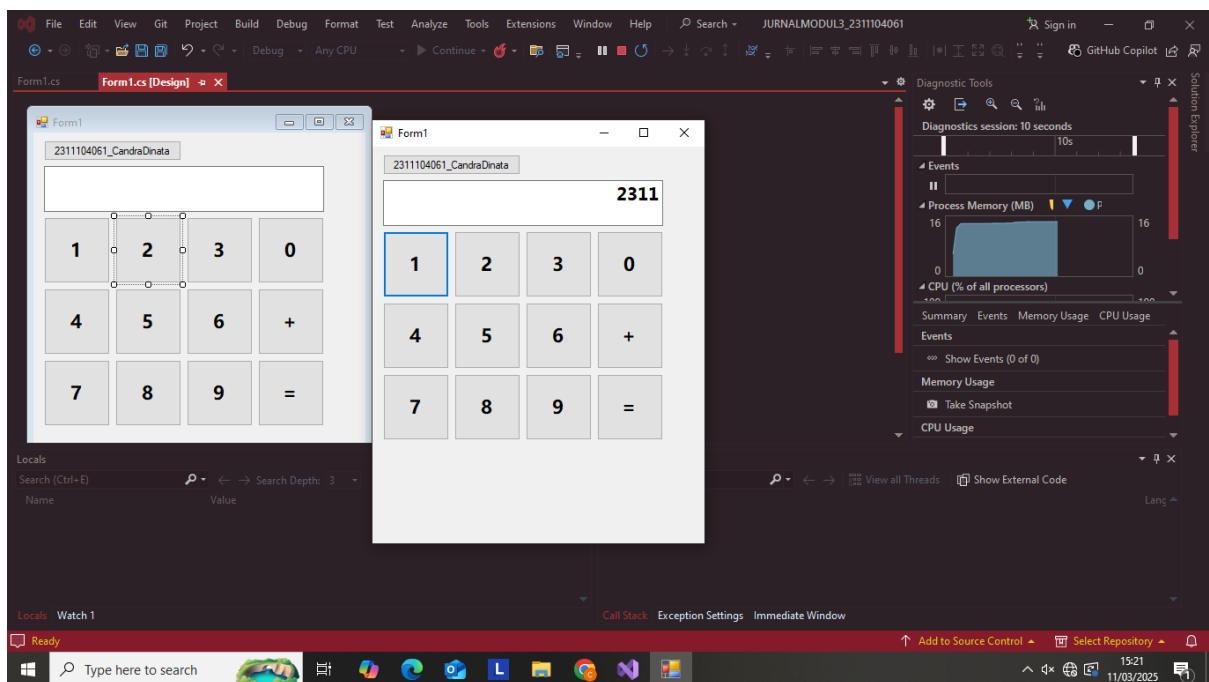 File Edit View Git Project Build Debug Format Test Analyze Tools Extensions Window Help Search JURNALMODUL3_2311104061 Sign in
Debug Any CPU Continue GitHub Copilot
Form1.cs Form1.cs [Design]
Form1
2311104061_CandraDinata
1 2 3 0
4 5 6 +
7 8 9 =
Form1
2311104061_CandraDinata
2311
1 2 3 0
4 5 6 +
7 8 9 =
Diagnostic Tools
Diagnostics session: 10 seconds
10s
Events
Process Memory (MB) P
16 16
0 0
CPU (% of all processors)
100 100
Summary Events Memory Usage CPU Usage
Events
Show Events (0 of 0)
Memory Usage
Take Snapshot
CPU Usage
Solution Explorer
Locals
Search (Ctrl+E) Search Depth: 3
Name Value
View all Threads Show External Code
Lang
Locals Watch 1
Call Stack Exception Settings Immediate Window
Ready Add to Source Control Select Repository
Type here to search
L
15:21
11/03/2025
1